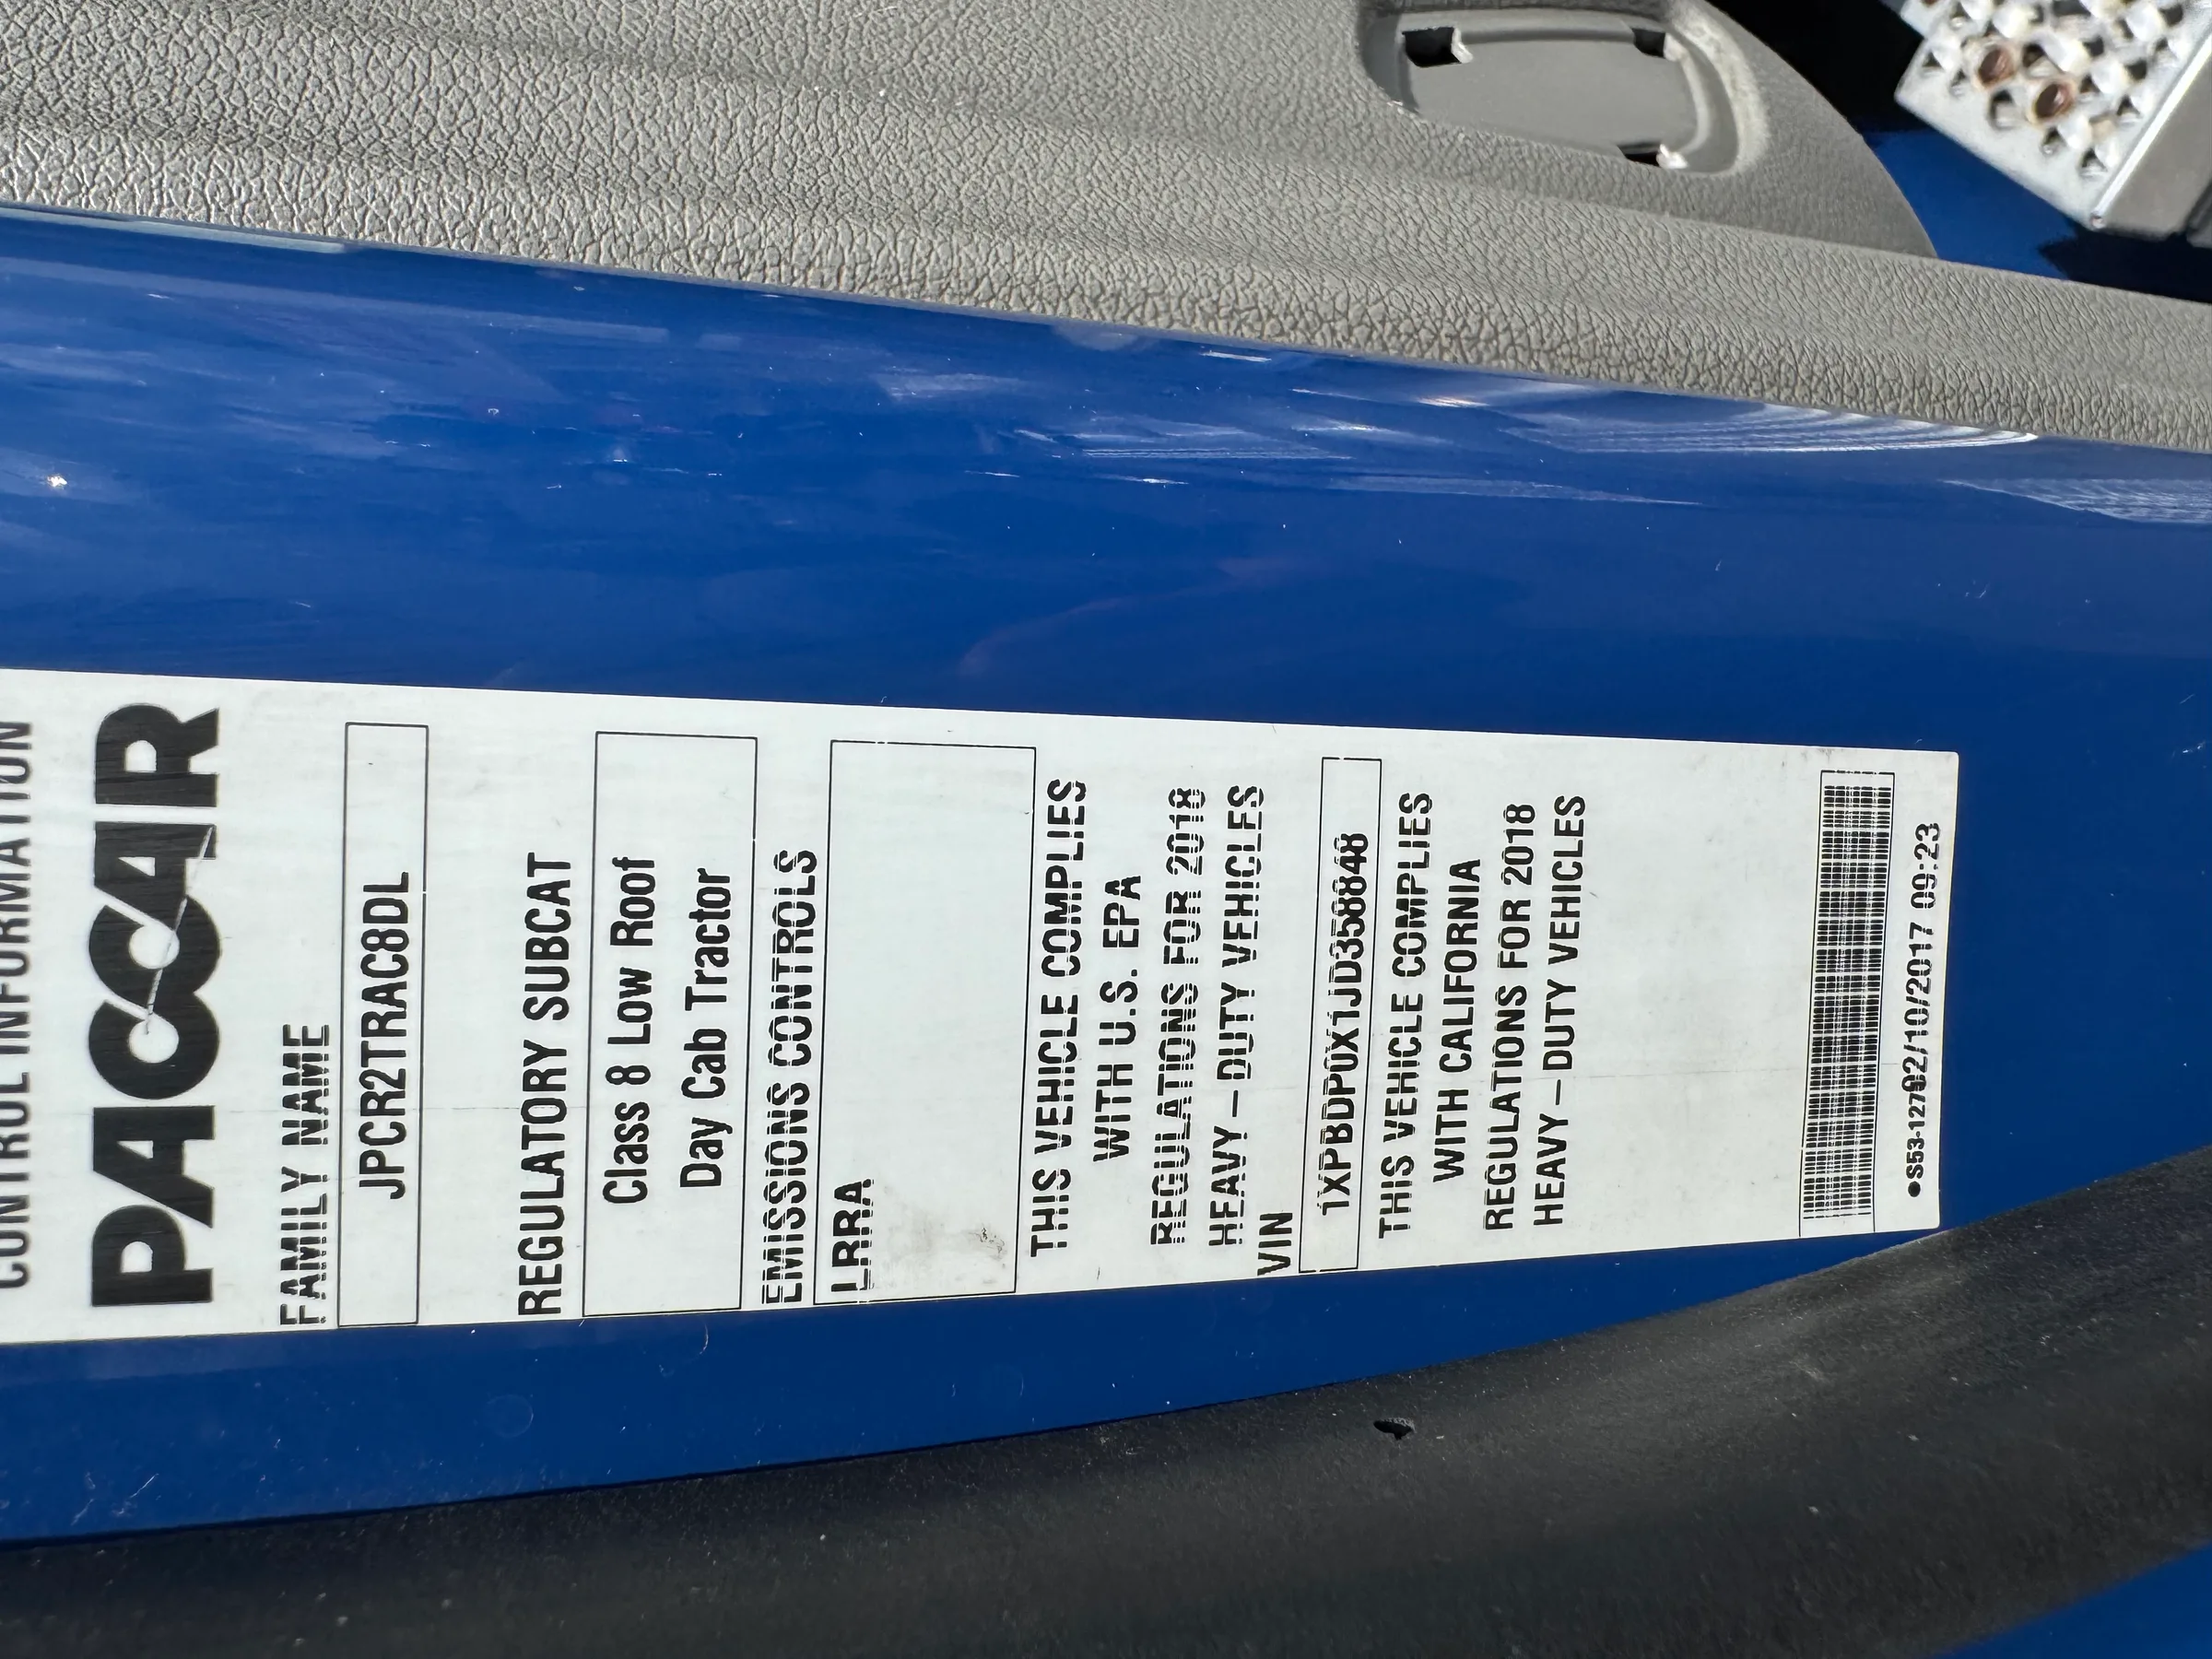 CONTROL INFORMATION
PACCAR
FAMILY NAME
JPCR2TRAC8DL
REGULATORY SUBCAT
Class 8 Low Roof
Day Cab Tractor
EMISSIONS CONTROLS
LRRA
THIS VEHICLE COMPLIES
WITH U.S. EPA
REGULATIONS FOR 2018
HEAVY-DUTY VEHICLES
VIN
1XPBDP0X1JD358848
THIS VEHICLE COMPLIES
WITH CALIFORNIA
REGULATIONS FOR 2018
HEAVY-DUTY VEHICLES
02/10/2017 09:23